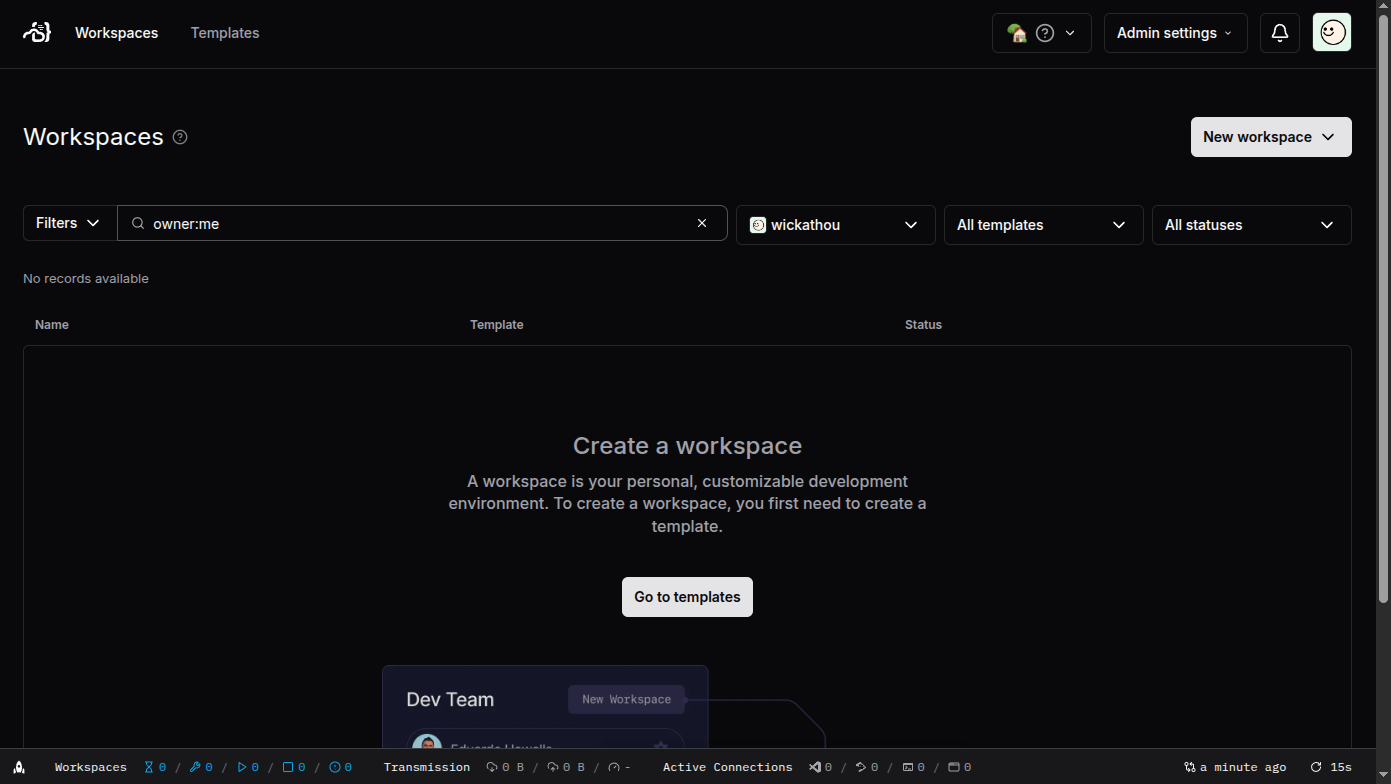 Workspaces Templates Admin settings
Workspaces
New workspace
Filters owner:me wickathou All templates All statuses
No records available
Name Template Status
Create a workspace
A workspace is your personal, customizable development
environment. To create a workspace, you first need to create a
template.
Go to templates
Dev Team New Workspace
Workspaces 0 / 0 / 0 / 0 / 0 Transmission 0 B / 0 B / - Active Connections 0 / 0 / 0 / 0 a minute ago 15s